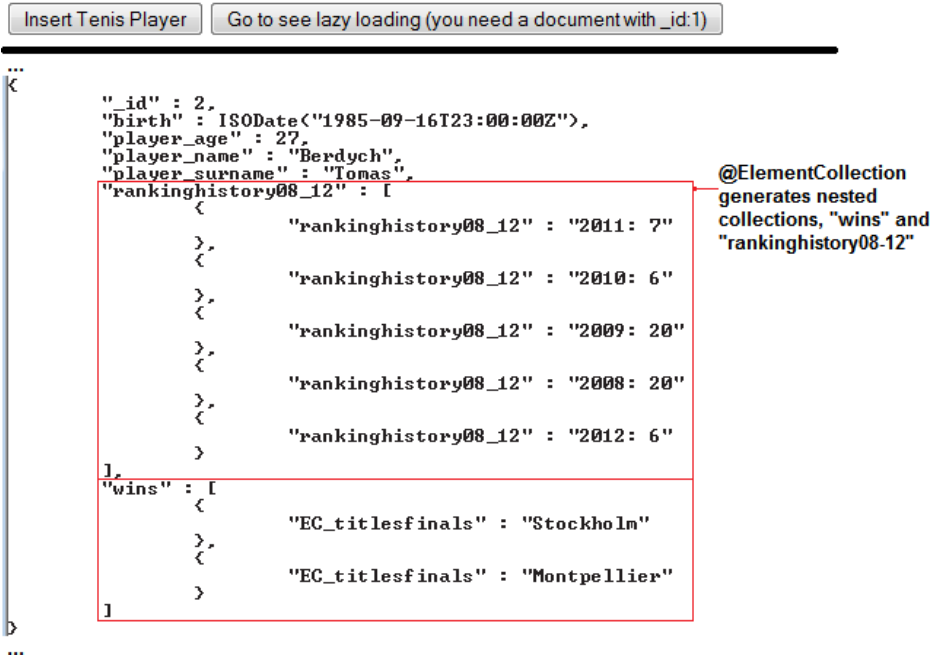 Insert Tenis Player Go to see lazy loading (you need a document with _id:1)
...
{
"_id" : 2,
"birth" : ISODate("1985-09-16T23:00:00Z"),
"player_age" : 27,
"player_name" : "Berdych",
"player_surname" : "Tomas",
"rankinghistory08_12" : [
{
"rankinghistory08_12" : "2011: 7"
},
{
"rankinghistory08_12" : "2010: 6"
},
{
"rankinghistory08_12" : "2009: 20"
},
{
"rankinghistory08_12" : "2008: 20"
},
{
"rankinghistory08_12" : "2012: 6"
}
],
"wins" : [
{
"EC_titlesfinals" : "Stockholm"
},
{
"EC_titlesfinals" : "Montpellier"
}
]
}
...
@ElementCollection
generates nested
collections, "wins" and
"rankinghistory08-12"